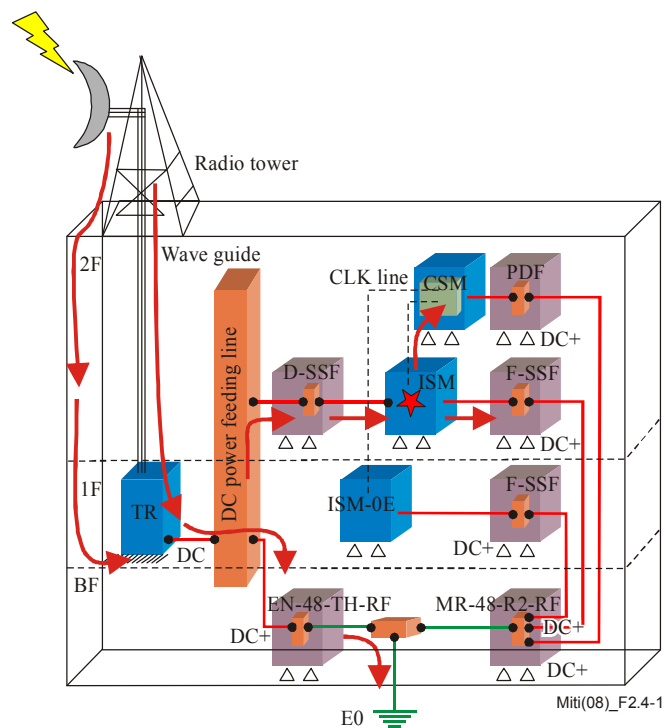 Radio tower
Wave guide
2F
CLK line
CSM
PDF
DC+
D-SSF
ISM
F-SSF
DC+
DC power feeding line
1F
TR
ISM-0E
F-SSF
DC
DC+
BF
EN-48-TH-RF
MR-48-R2-RF
DC+
DC+
DC+
DC+
E0
Miti(08)_F2.4-1